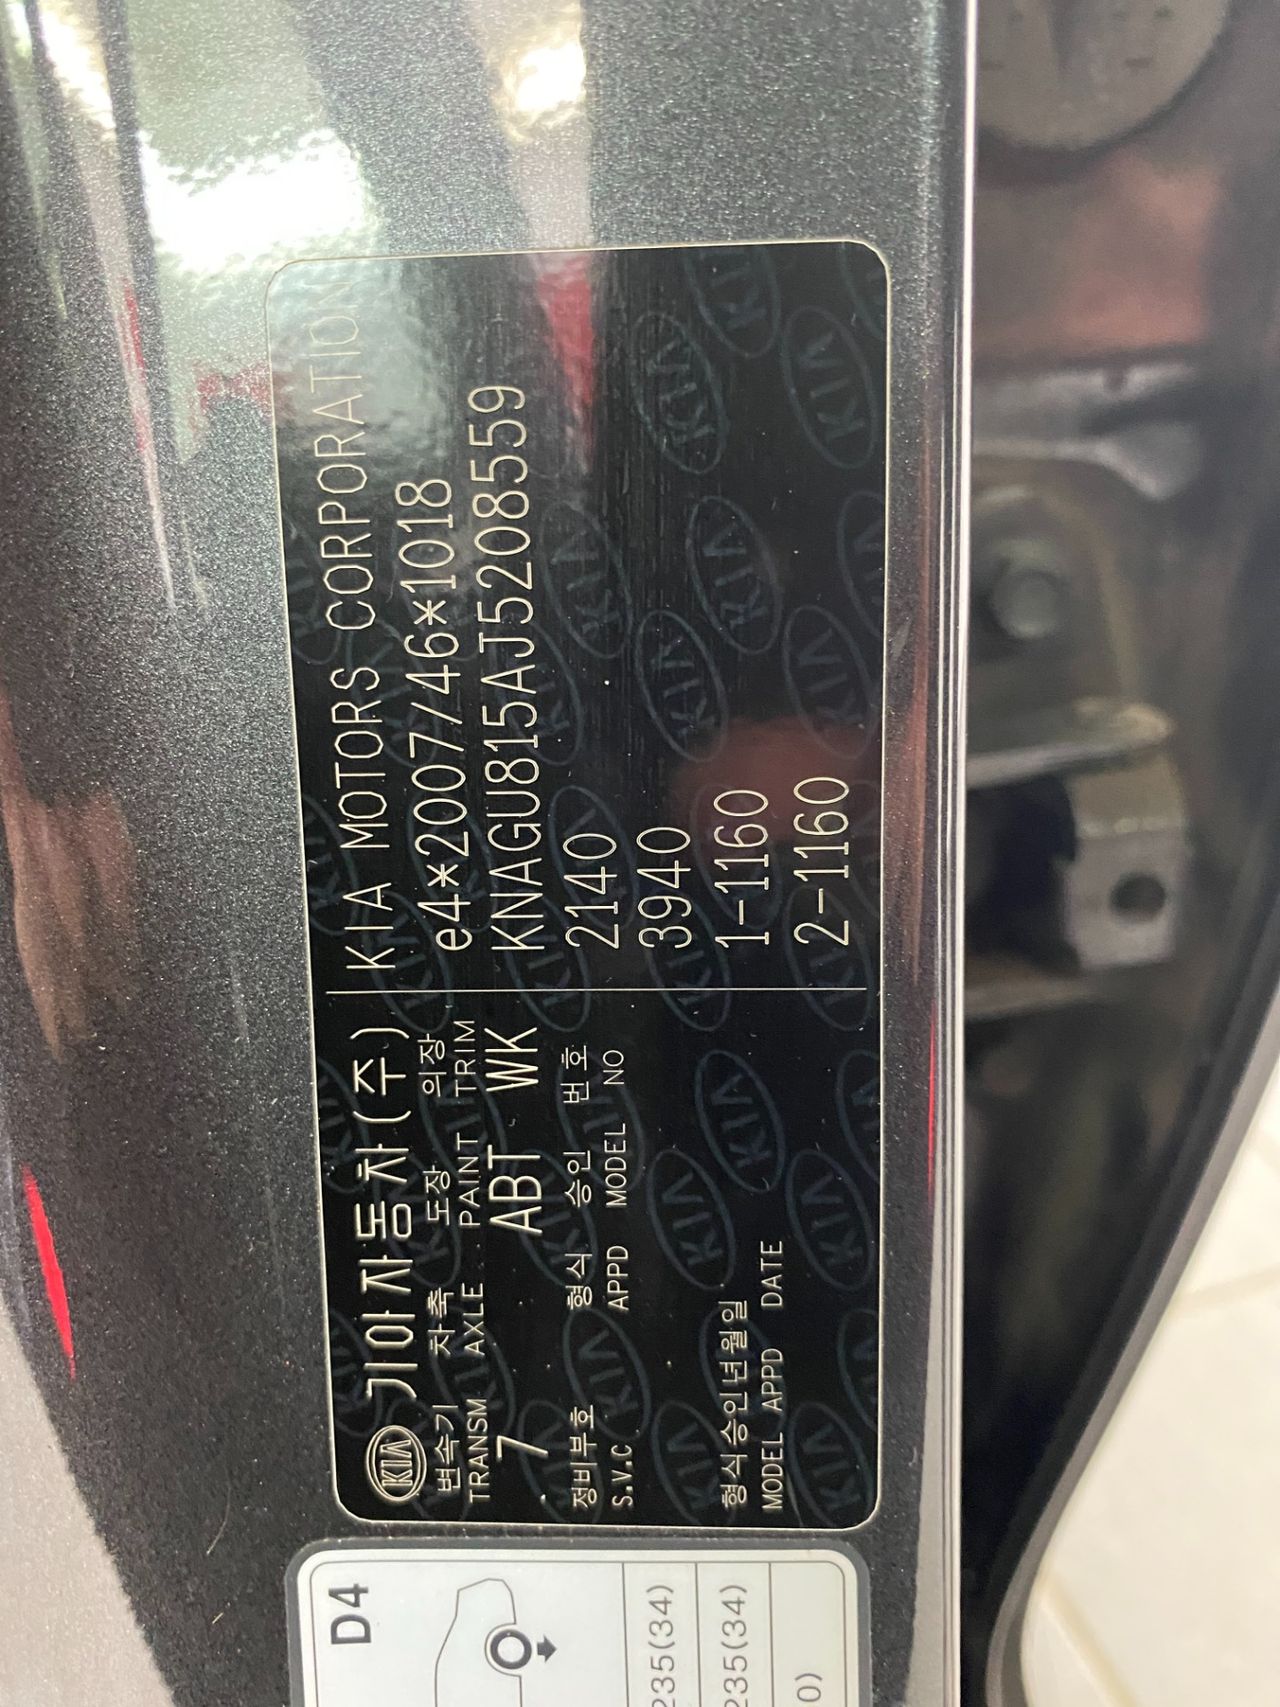 KIA 기아자동차(주) KIA MOTORS CORPORATION
변속기 차축 도장 의장 e4*2007/46*1018
TRANSM AXLE PAINT TRIM
7 ABT WK KNAGU815AJ5208559
정비부호 형식 승인 번호 2140
S.V.C APPD MODEL NO
3940
형식승인년월일 1-1160
MODEL APPD DATE
2-1160
D4
235(34)
235(34)
0)